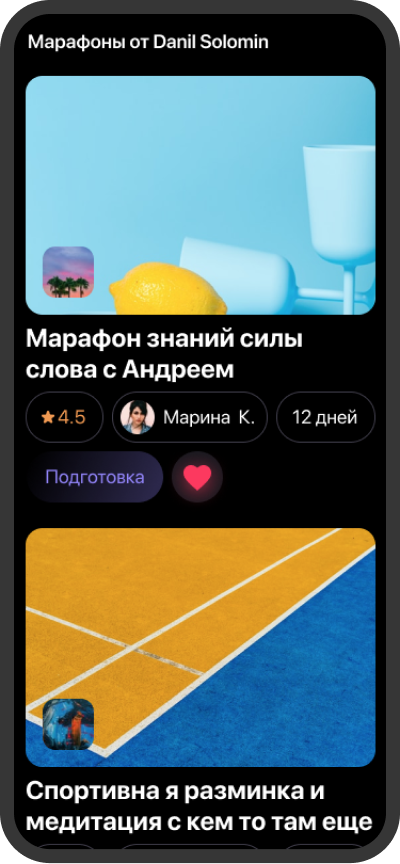 Марафоны от Danil Solomin
Марафон знаний силы
слова с Андреем
4.5
Марина К.
12 дней
Подготовка
Спортивна я разминка и
медитация с кем то там еще